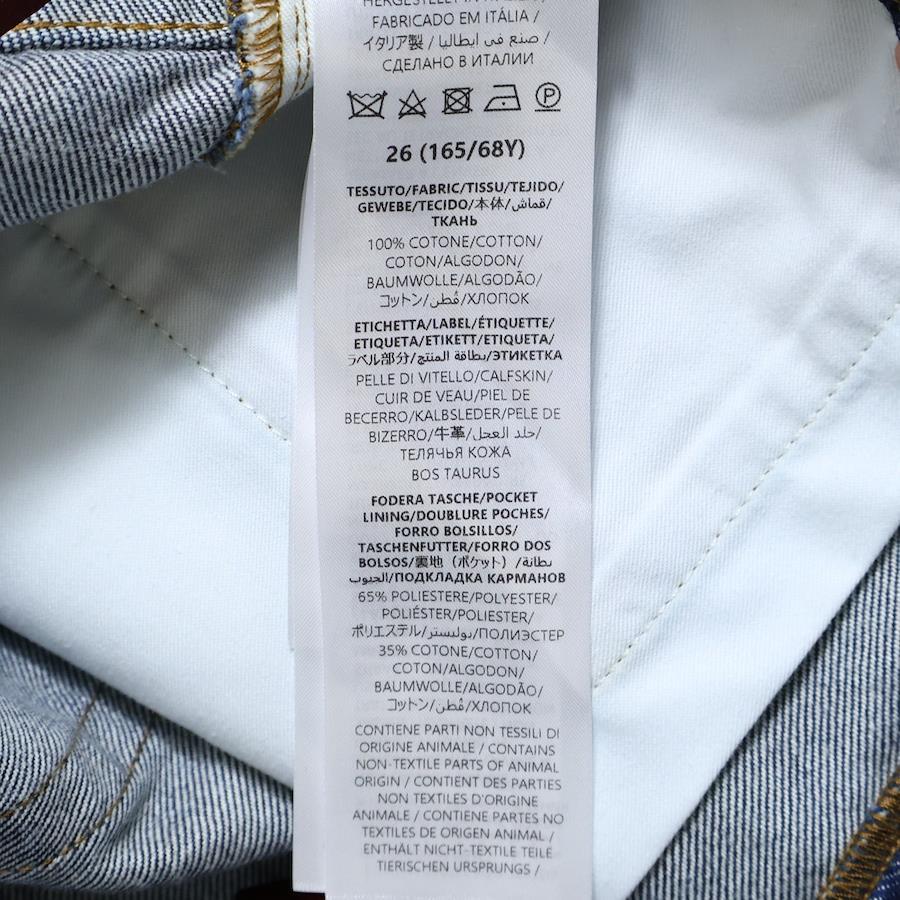 HERGESTELLT IN ITALIEN/
FABRICADO EM ITÁLIA/
イタリア製 / صنع في ايطاليا /
СДЕЛАНО В ИТАЛИИ
P
26 (165/68Y)
TESSUTO/FABRIC/TISSU/TEJIDO/
GEWEBE/TECIDO/本体/قماش/
ТКАНЬ
100% COTONE/COTTON/
COTON/ALGODON/
BAUMWOLLE/ALGODÃO/
コットン/قُطن/ХЛОПОК
ETICHETTA/LABEL/ÉTIQUETTE/
ETIQUETA/ETIKETT/ETIQUETA/
ラベル部分/بطاقة المنتج/ЭТИКЕТКА
PELLE DI VITELLO/CALFSKIN/
CUIR DE VEAU/PIEL DE
BECERRO/KALBSLEDER/PELE DE
BIZERRO/牛革/جلد العجل/
ТЕЛЯЧЬЯ КОЖА
BOS TAURUS
FODERA TASCHE/POCKET
LINING/DOUBLURE POCHES/
FORRO BOLSILLOS/
TASCHENFUTTER/FORRO DOS
BOLSOS/裏地（ポケット）/بطانة
الجيوب/ПОДКЛАДКА КАРМАНОВ
65% POLIESTERE/POLYESTER/
POLIÉSTER/POLIESTER/
ポリエステル/بوليستر/ПОЛИЭСТЕР
35% COTONE/COTTON/
COTON/ALGODON/
BAUMWOLLE/ALGODÃO/
コットン/قُطن/ХЛОПОК
CONTIENE PARTI NON TESSILI DI
ORIGINE ANIMALE / CONTAINS
NON-TEXTILE PARTS OF ANIMAL
ORIGIN / CONTIENT DES PARTIES
NON TEXTILES D'ORIGINE
ANIMALE / CONTIENE PARTES NO
TEXTILES DE ORIGEN ANIMAL /
ENTHÄLT NICHT-TEXTILE TEILE
TIERISCHEN URSPRUNGS /